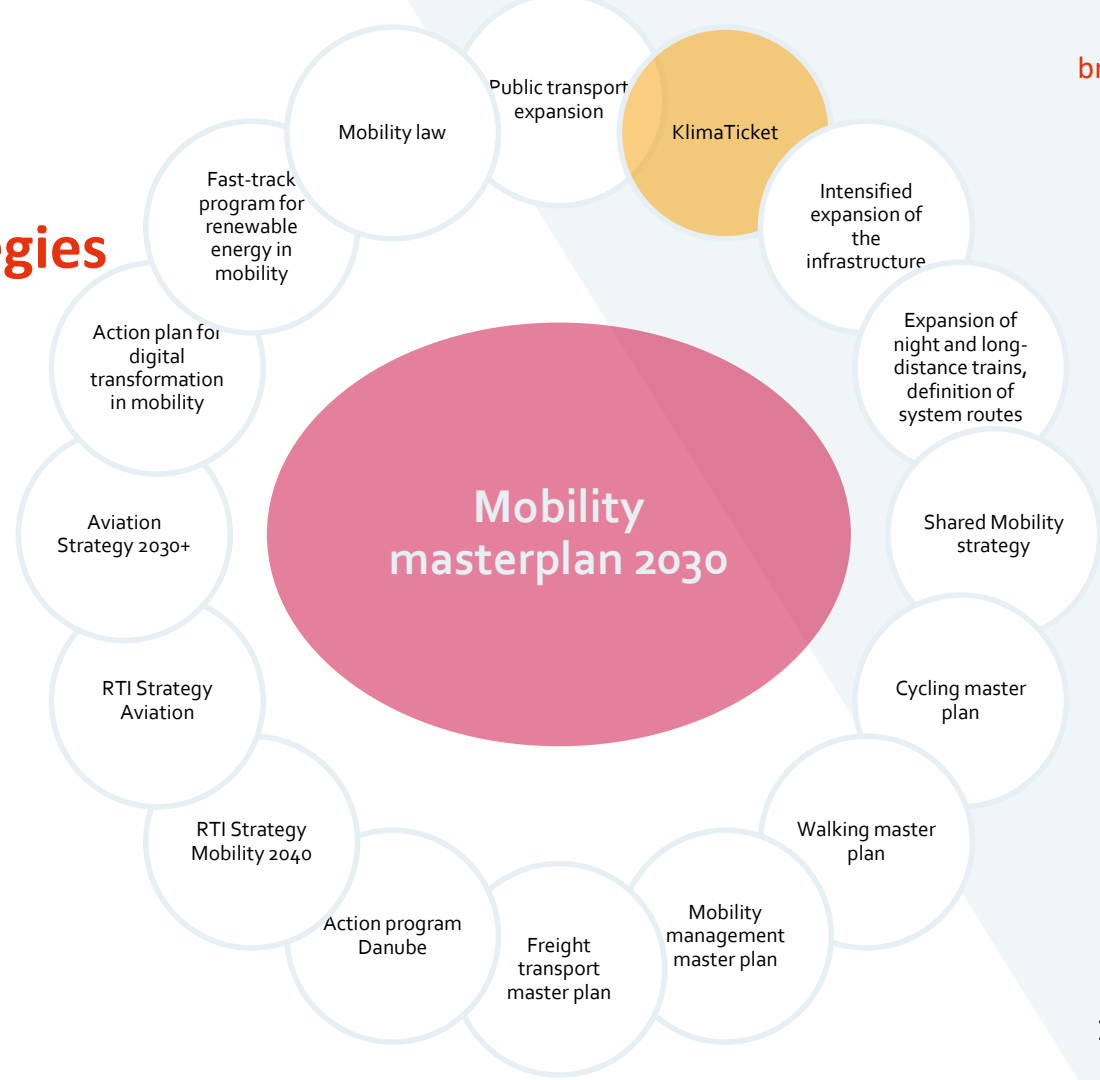 Public transport
expansion
KlimaTicket
Intensified
expansion of
the
infrastructure
Expansion of
night and long-
distance trains,
definition of
system routes
Shared Mobility
strategy
Cycling master
plan
Walking master
plan
Mobility
management
master plan
Freight
transport
master plan
Action program
Danube
RTI Strategy
Mobility 2040
RTI Strategy
Aviation
Aviation
Strategy 2030+
Action plan for
digital
transformation
in mobility
Fast-track
program for
renewable
energy in
mobility
Mobility law
Mobility
masterplan 2030